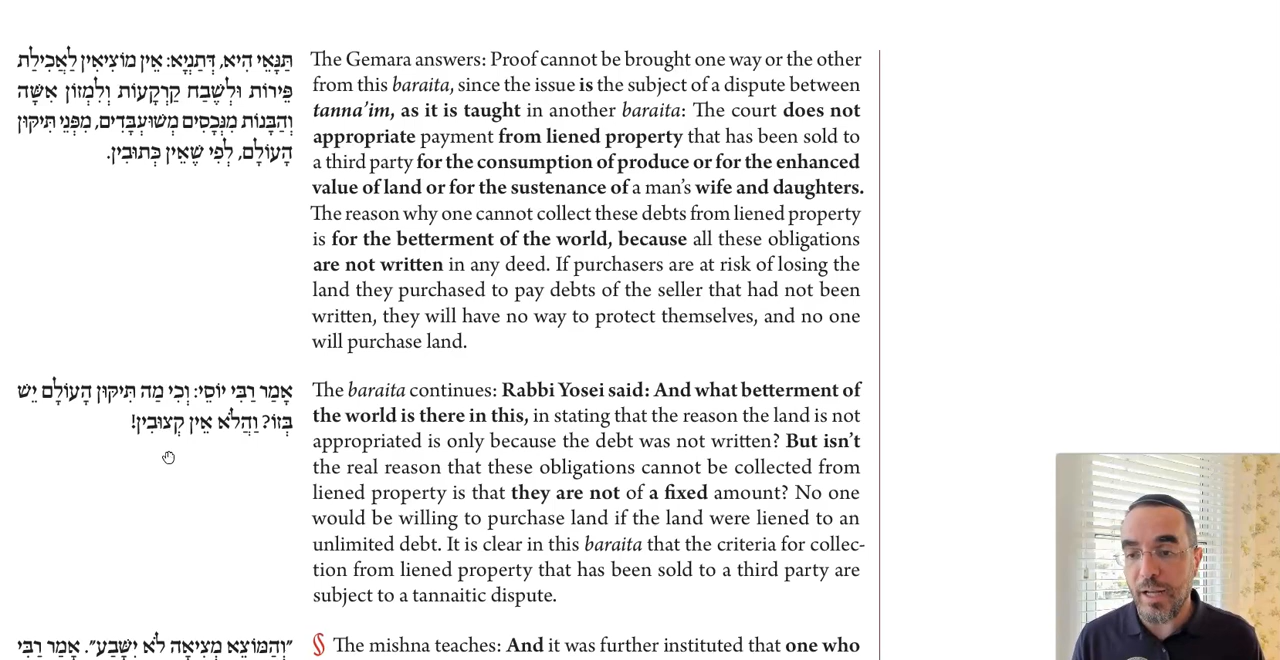 תַּנָּאֵי הִיא, דְּתַנְיָא: אֵין מוֹצִיאִין לַאֲכִילַת
פֵּירוֹת וּלְשֶׁבַח קַרְקָעוֹת וְלִמְזוֹן אִשָּׁה
וְהַבָּנוֹת מִנְּכָסִים מְשׁוּעְבָּדִים, מִפְּנֵי תִּיקּוּן
הָעוֹלָם, לְפִי שֶׁאֵין כְּתוּבִין.
The Gemara answers: Proof cannot be brought one way or the other
from this baraita, since the issue is the subject of a dispute between
tanna'im, as it is taught in another baraita: The court does not
appropriate payment from liened property that has been sold to
a third party for the consumption of produce or for the enhanced
value of land or for the sustenance of a man's wife and daughters.
The reason why one cannot collect these debts from liened property
is for the betterment of the world, because all these obligations
are not written in any deed. If purchasers are at risk of losing the
land they purchased to pay debts of the seller that had not been
written, they will have no way to protect themselves, and no one
will purchase land.
אָמַר רַבִּי יוֹסֵי: וְכִי מַה תִּיקּוּן הָעוֹלָם יֵשׁ
בְּזוֹ? וַהֲלֹא אֵין קְצוּבִין!
The baraita continues: Rabbi Yosei said: And what betterment of
the world is there in this, in stating that the reason the land is not
appropriated is only because the debt was not written? But isn't
the real reason that these obligations cannot be collected from
liened property is that they are not of a fixed amount? No one
would be willing to purchase land if the land were liened to an
unlimited debt. It is clear in this baraita that the criteria for collec-
tion from liened property that has been sold to a third party are
subject to a tannaitic dispute.
״וְהַמּוֹצֵא מְצִיאָה לֹא יִשָּׁבַע״. אָמַר רַבִּי
§ The mishna teaches: And it was further instituted that one who